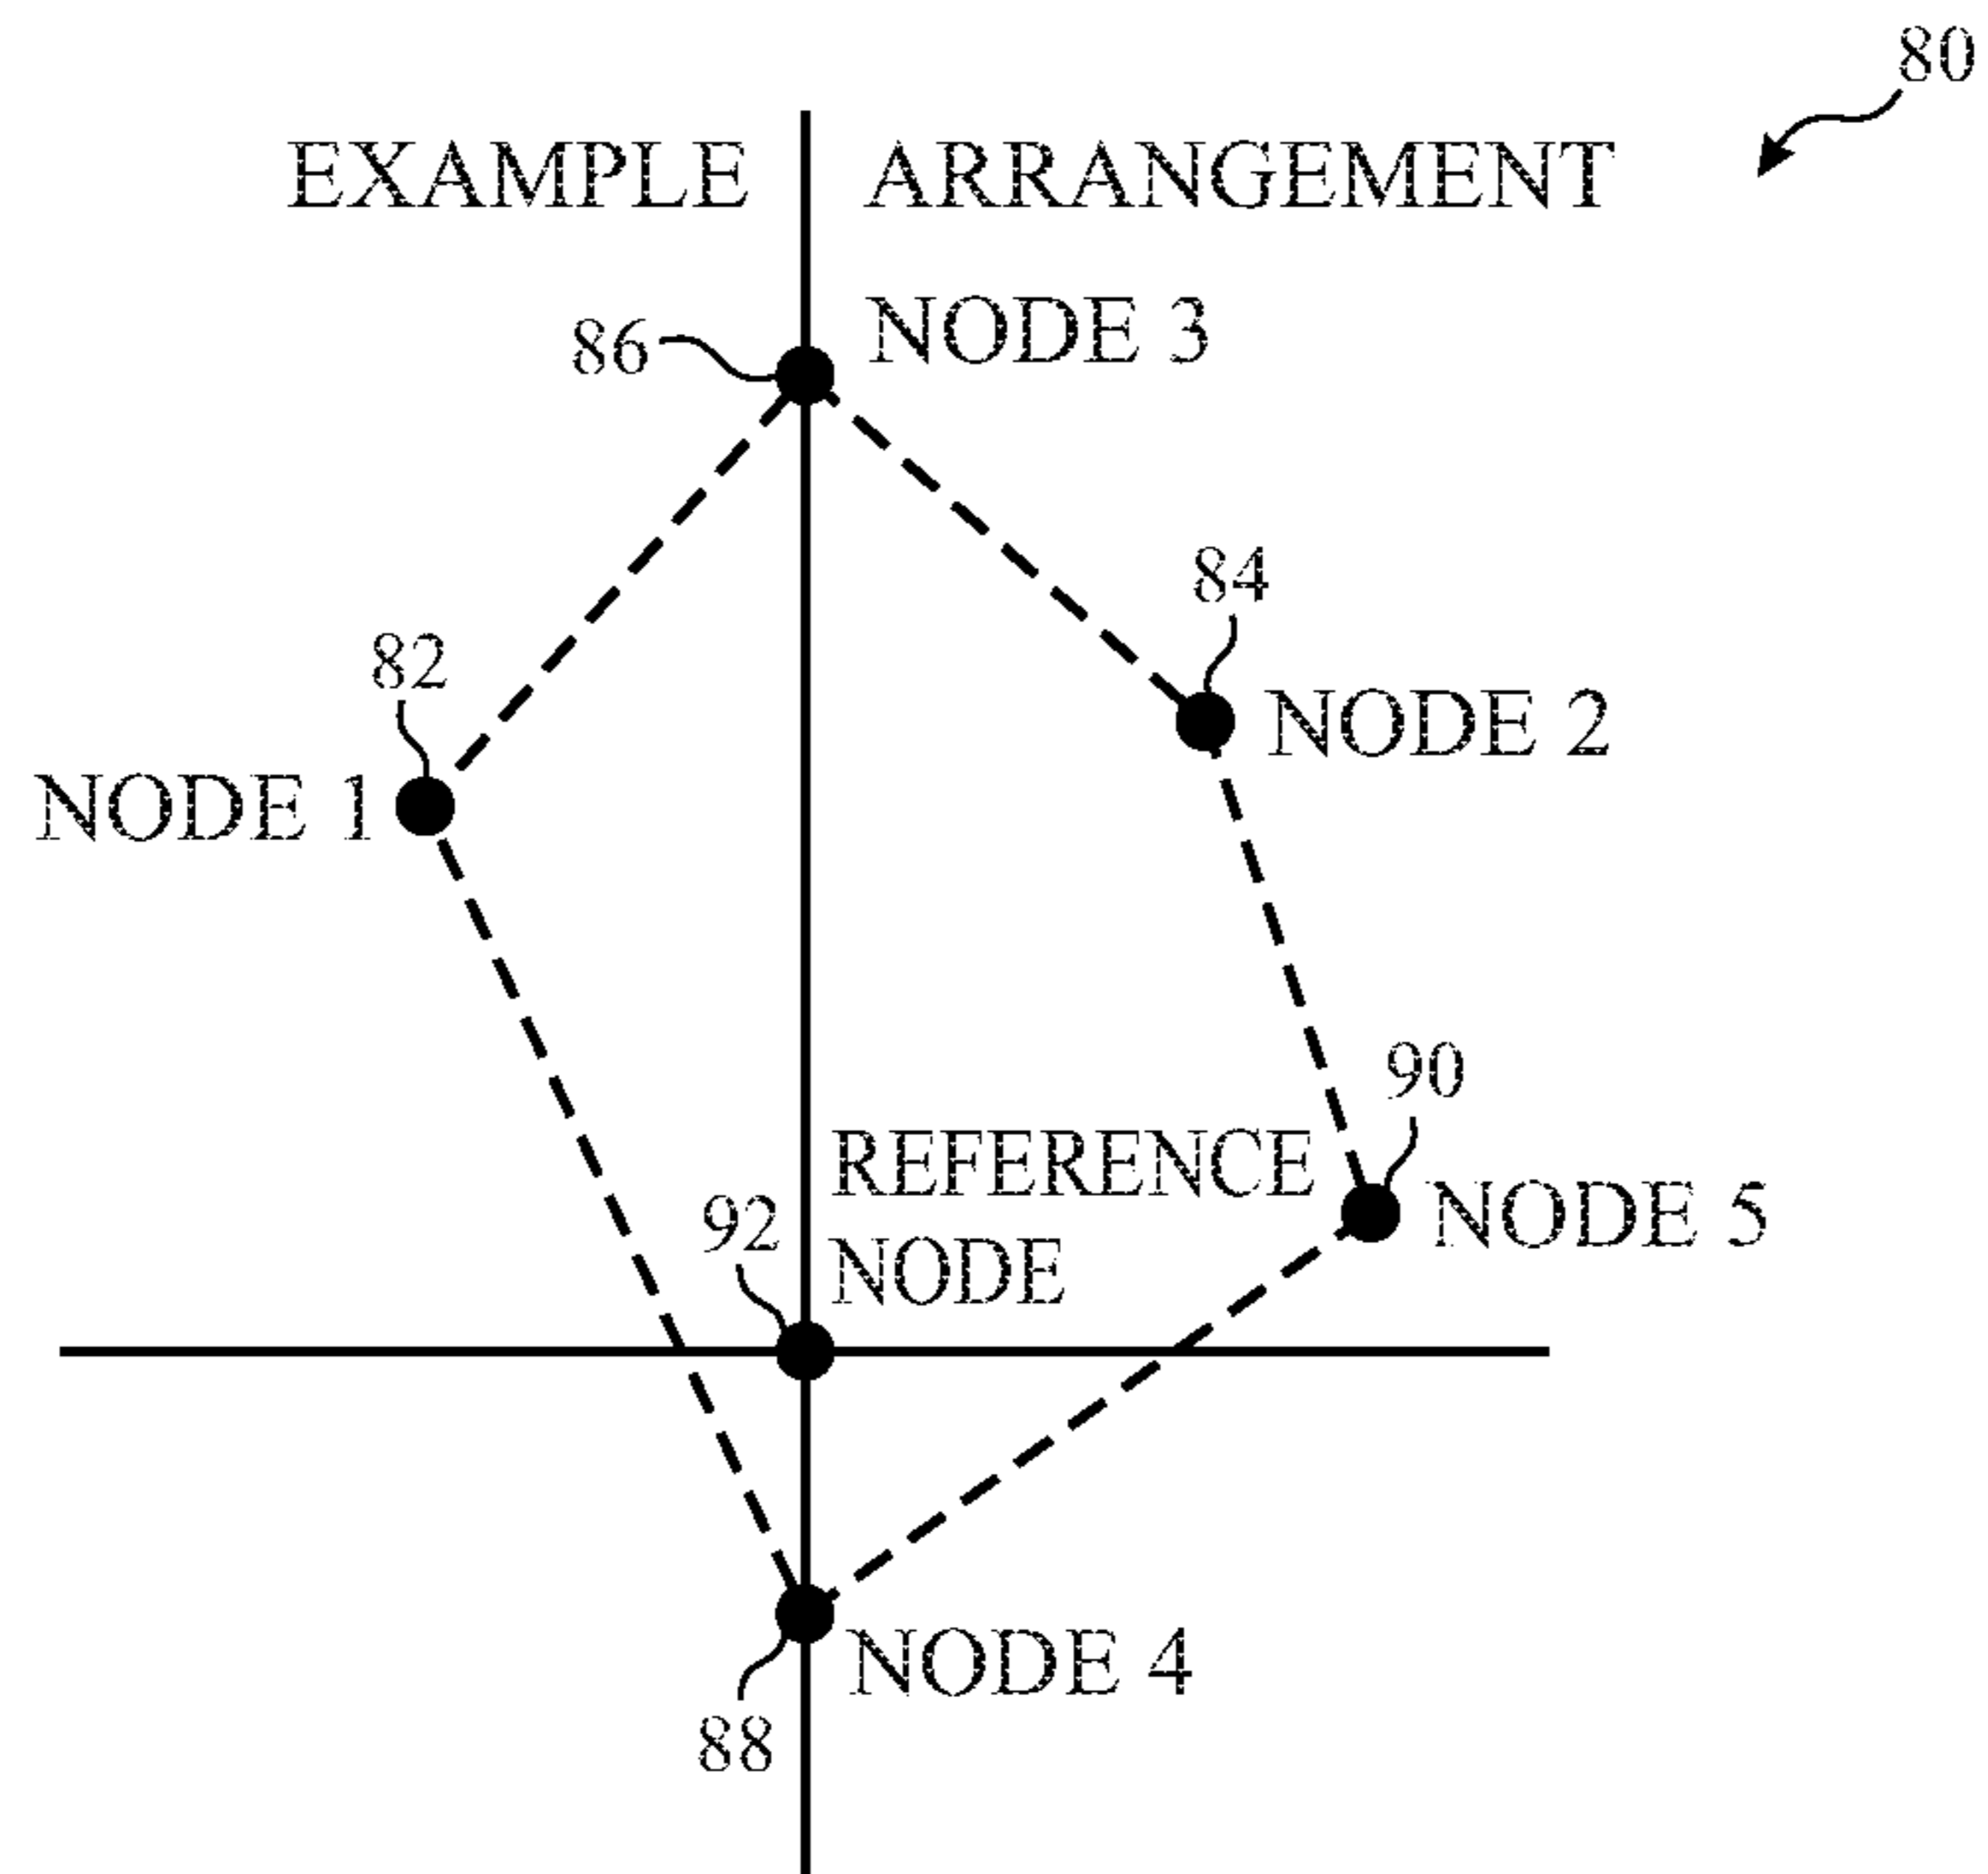 80
EXAMPLE ARRANGEMENT
NODE 3
86
84
82
NODE 2
NODE 1
90
REFERENCE
NODE
92
NODE 5
NODE 4
88